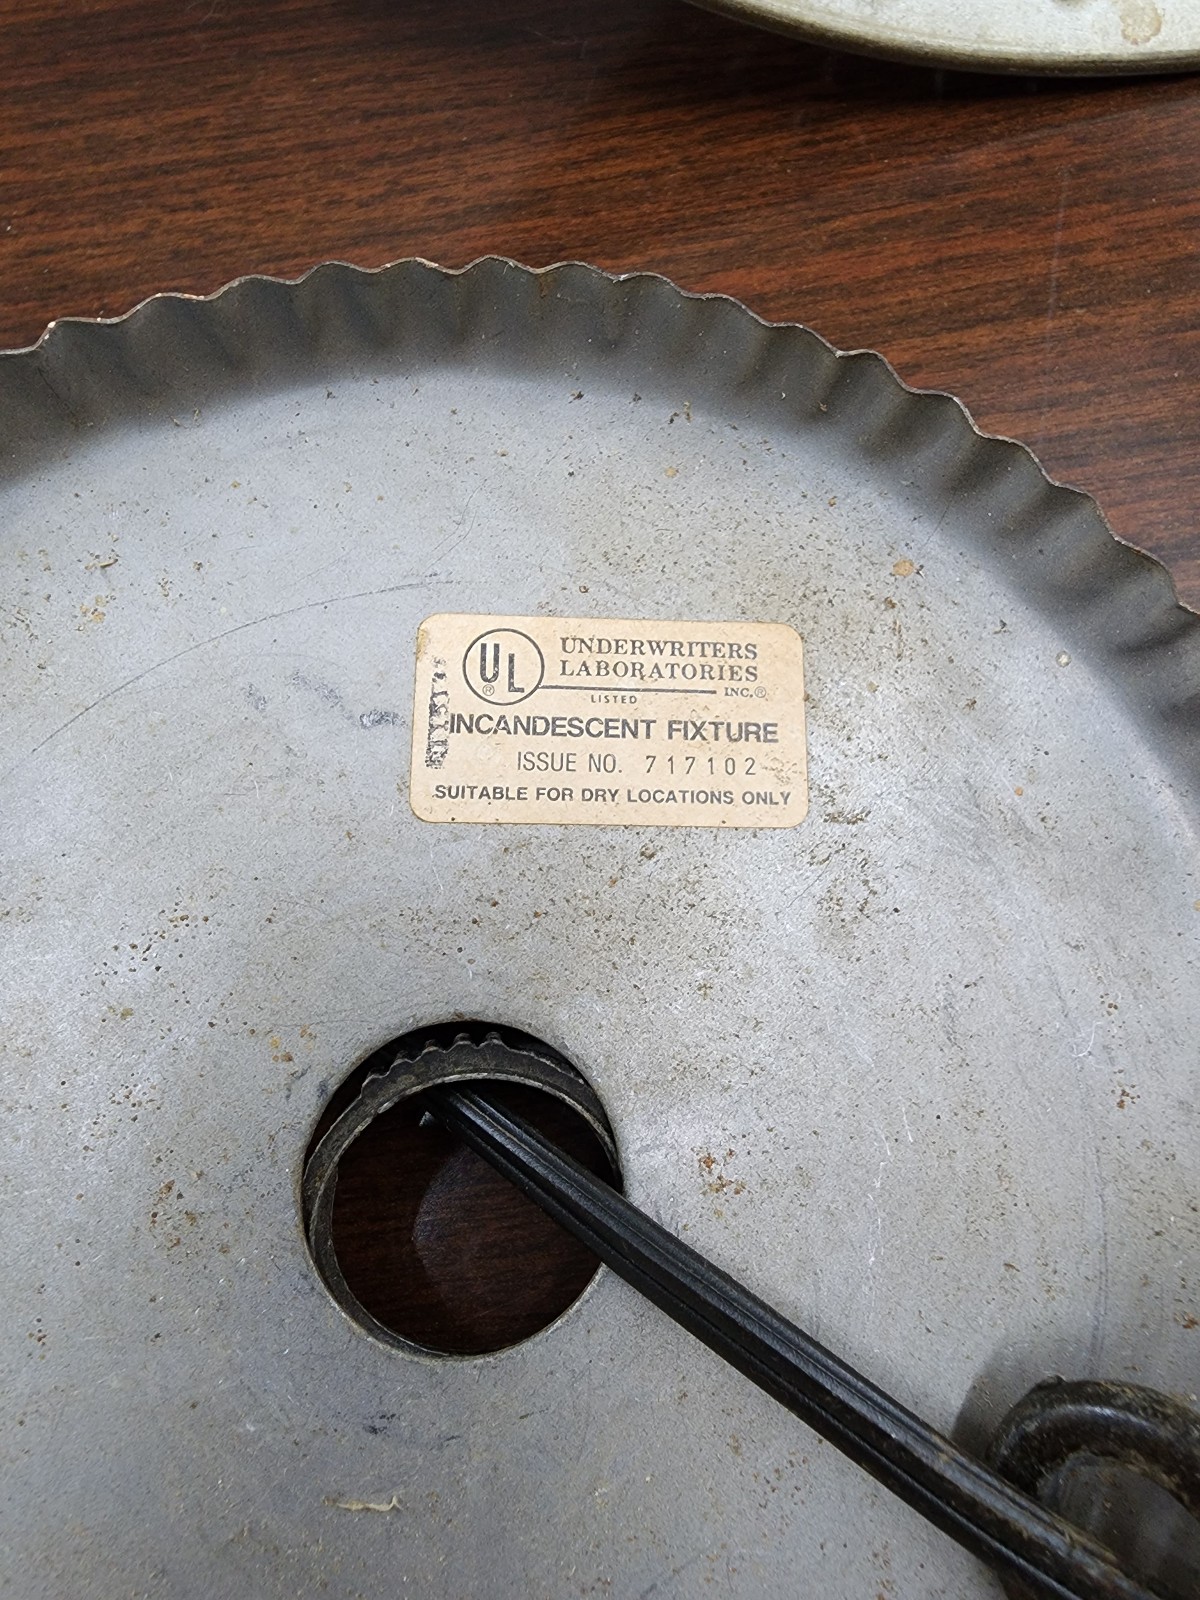 UL®
UNDERWRITERS
LABORATORIES
INC.®
LISTED
INCANDESCENT FIXTURE
ISSUE NO. 717102
SUITABLE FOR DRY LOCATIONS ONLY